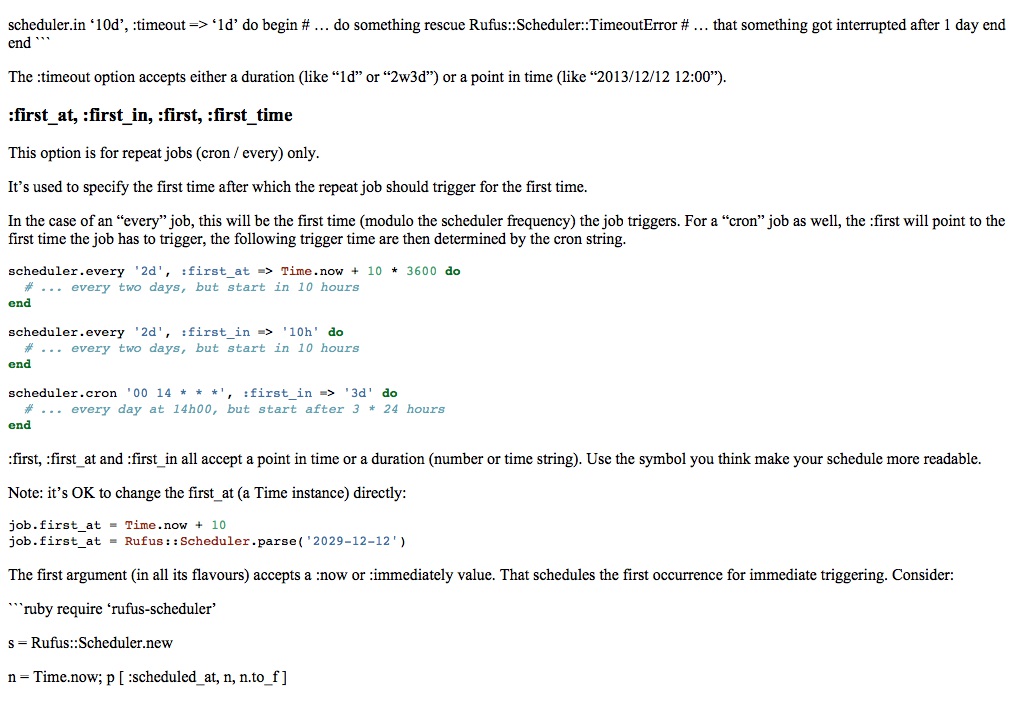 scheduler.in ‘10d’, :timeout => ‘1d’ do begin # … do something rescue Rufus::Scheduler::TimeoutError # … that something got interrupted after 1 day end
end ```
The :timeout option accepts either a duration (like “1d” or “2w3d”) or a point in time (like “2013/12/12 12:00”).
:first_at, :first_in, :first, :first_time
This option is for repeat jobs (cron / every) only.
It’s used to specify the first time after which the repeat job should trigger for the first time.
In the case of an “every” job, this will be the first time (modulo the scheduler frequency) the job triggers. For a “cron” job as well, the :first will point to the
first time the job has to trigger, the following trigger time are then determined by the cron string.
scheduler.every '2d', :first_at => Time.now + 10 * 3600 do
  # ... every two days, but start in 10 hours
end
scheduler.every '2d', :first_in => '10h' do
  # ... every two days, but start in 10 hours
end
scheduler.cron '00 14 * * *', :first_in => '3d' do
  # ... every day at 14h00, but start after 3 * 24 hours
end
:first, :first_at and :first_in all accept a point in time or a duration (number or time string). Use the symbol you think make your schedule more readable.
Note: it’s OK to change the first_at (a Time instance) directly:
job.first_at = Time.now + 10
job.first_at = Rufus::Scheduler.parse('2029-12-12')
The first argument (in all its flavours) accepts a :now or :immediately value. That schedules the first occurrence for immediate triggering. Consider:
```ruby require ‘rufus-scheduler’
s = Rufus::Scheduler.new
n = Time.now; p [ :scheduled_at, n, n.to_f ]